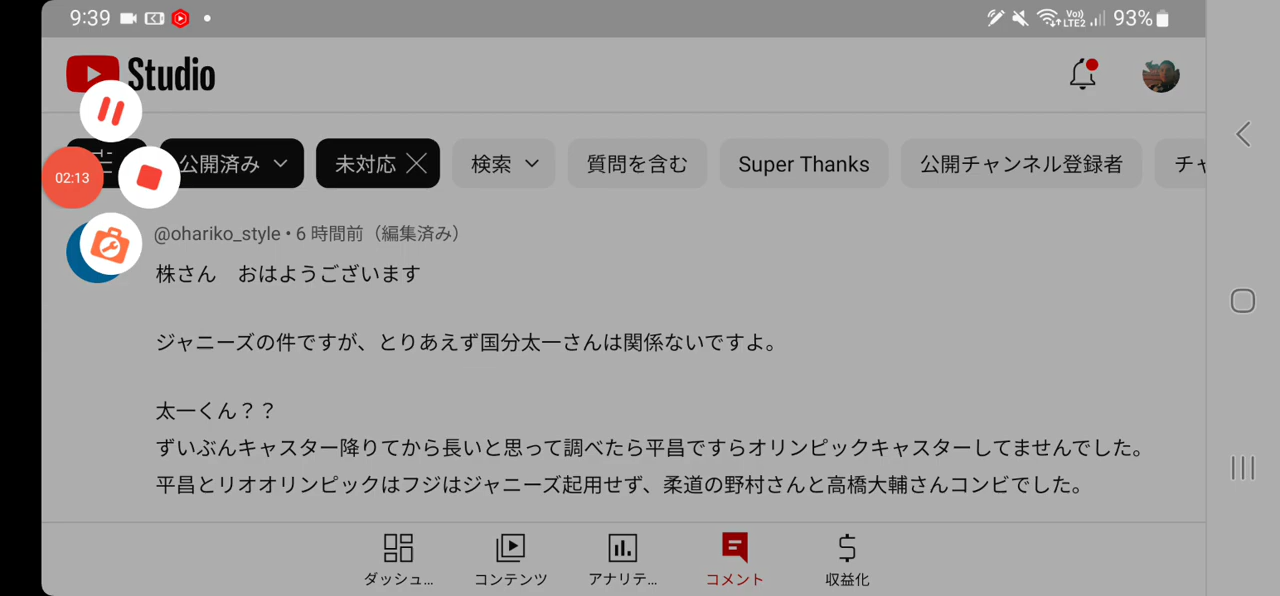 9:39
Vo)) LTE2 93%
Studio
02:13
公開済み 未対応 検索 質問を含む Super Thanks 公開チャンネル登録者 チャ
@ohariko_style • 6 時間前（編集済み）
株さん　おはようございます
ジャニーズの件ですが、とりあえず国分太一さんは関係ないですよ。
太一くん？？
ずいぶんキャスター降りてから長いと思って調べたら平昌ですらオリンピックキャスターしてませんでした。
平昌とリオオリンピックはフジはジャニーズ起用せず、柔道の野村さんと高橋大輔さんコンビでした。
ダッシュ... コンテンツ アナリテ... コメント 収益化